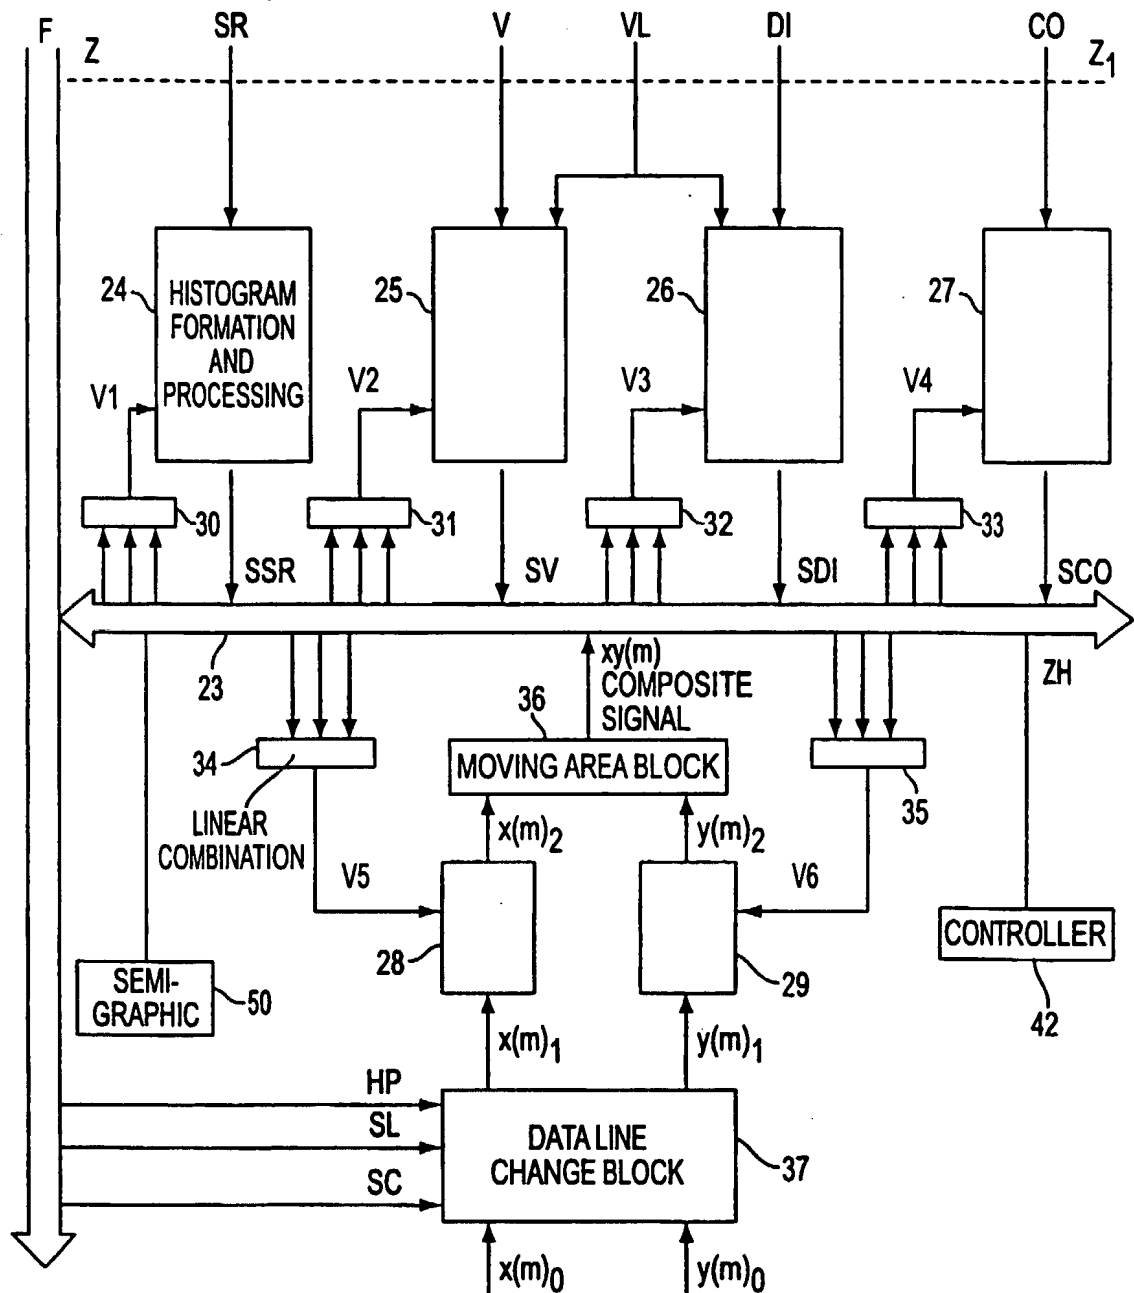 F
Z
SR
V
VL
DI
CO
Z1
24
HISTOGRAM
FORMATION
AND
PROCESSING
25
26
27
V1
V2
V3
V4
30
31
32
33
SSR
SV
SDI
SCO
23
xy(m)
COMPOSITE
SIGNAL
ZH
36
34
MOVING AREA BLOCK
35
LINEAR
COMBINATION
x(m)2
y(m)2
V5
V6
28
29
CONTROLLER
42
SEMI-
GRAPHIC
50
x(m)1
y(m)1
HP
SL
SC
DATA LINE
CHANGE BLOCK
37
x(m)0
y(m)0